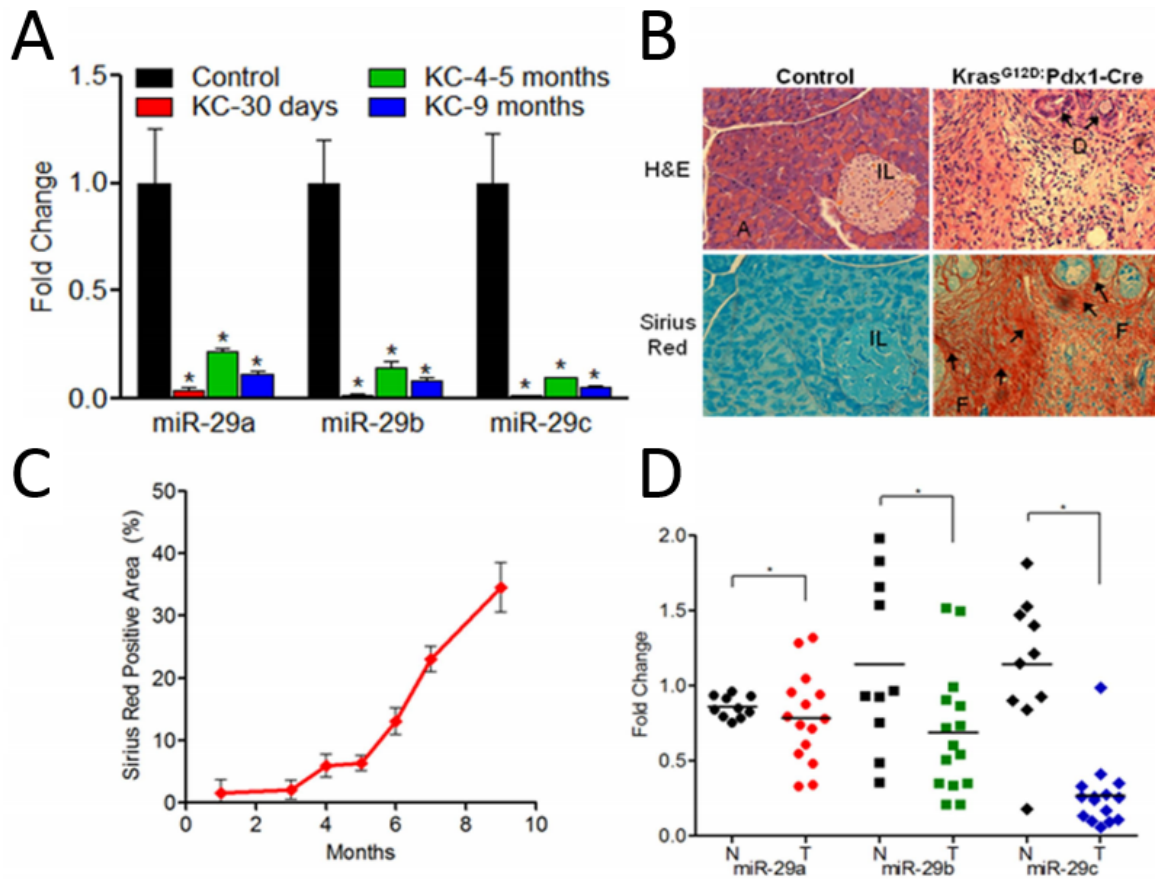 A
1.5
1.0
0.5
0.0
Fold Change
Control
KC-30 days
KC-4-5 months
KC-9 months
* * *
* * *
* * *
miR-29a miR-29b miR-29c
B
Control
Kras^G12D;Pdx1-Cre
H&E
IL
A
D
Sirius
Red
IL
F
F
C
50
40
30
20
10
0
Sirius Red Positive Area (%)
0 2 4 6 8 10
Months
D
2.0
1.5
1.0
0.5
0.0
Fold Change
* * *
N T N T N T
miR-29a miR-29b miR-29c